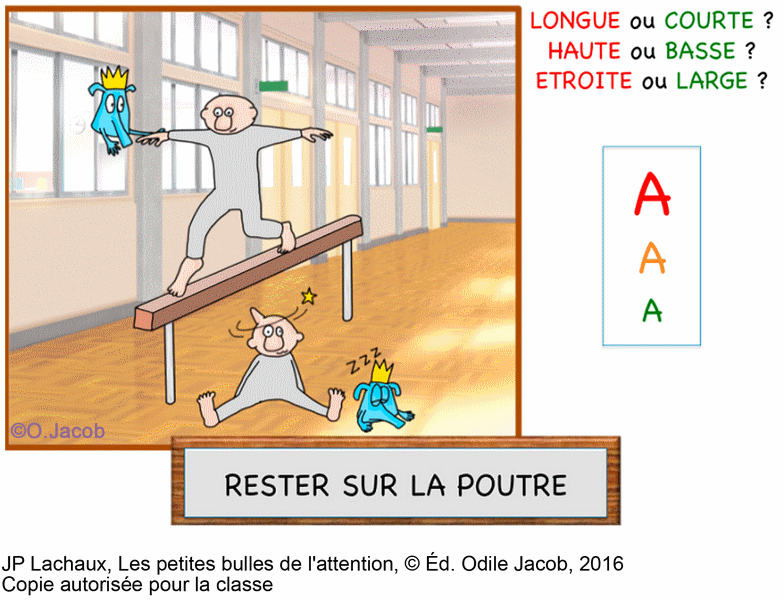 LONGUE ou COURTE ?
HAUTE ou BASSE ?
ETROITE ou LARGE ?
A
A
A
zzz
©O.Jacob
RESTER SUR LA POUTRE
JP Lachaux, Les petites bulles de l'attention, © Éd. Odile Jacob, 2016
Copie autorisée pour la classe